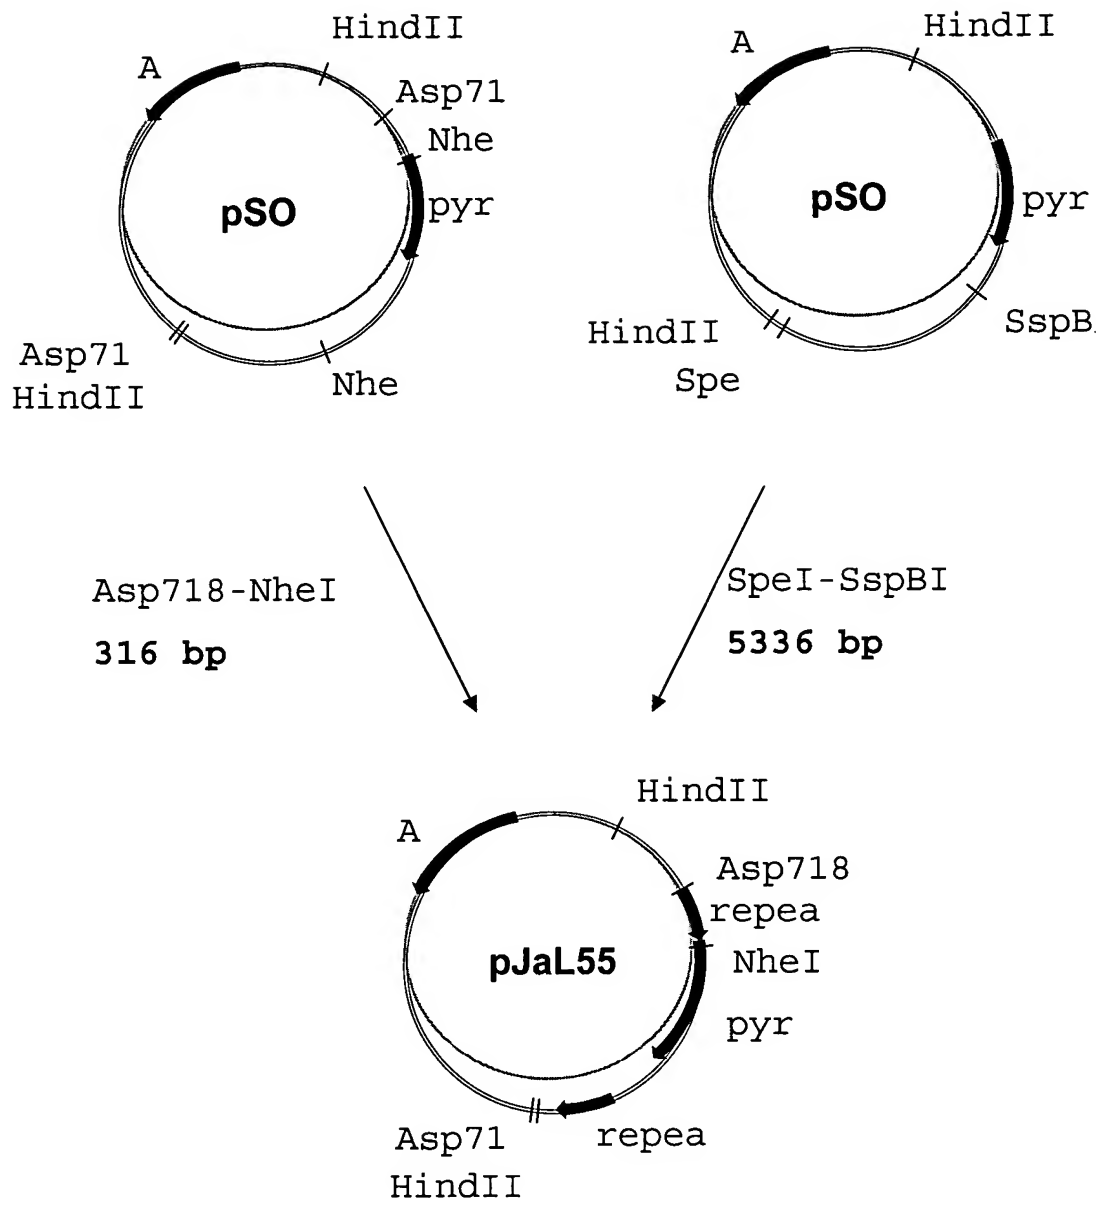 HindII
A
Asp71
Nhe
pyr
pSO
Asp71
HindII
Nhe
HindII
A
pyr
pSO
SspB
HindII
Spe
Asp718-NheI
316 bp
SpeI-SspBI
5336 bp
HindII
A
Asp718
repea
NheI
pJaL55
pyr
repea
Asp71
HindII